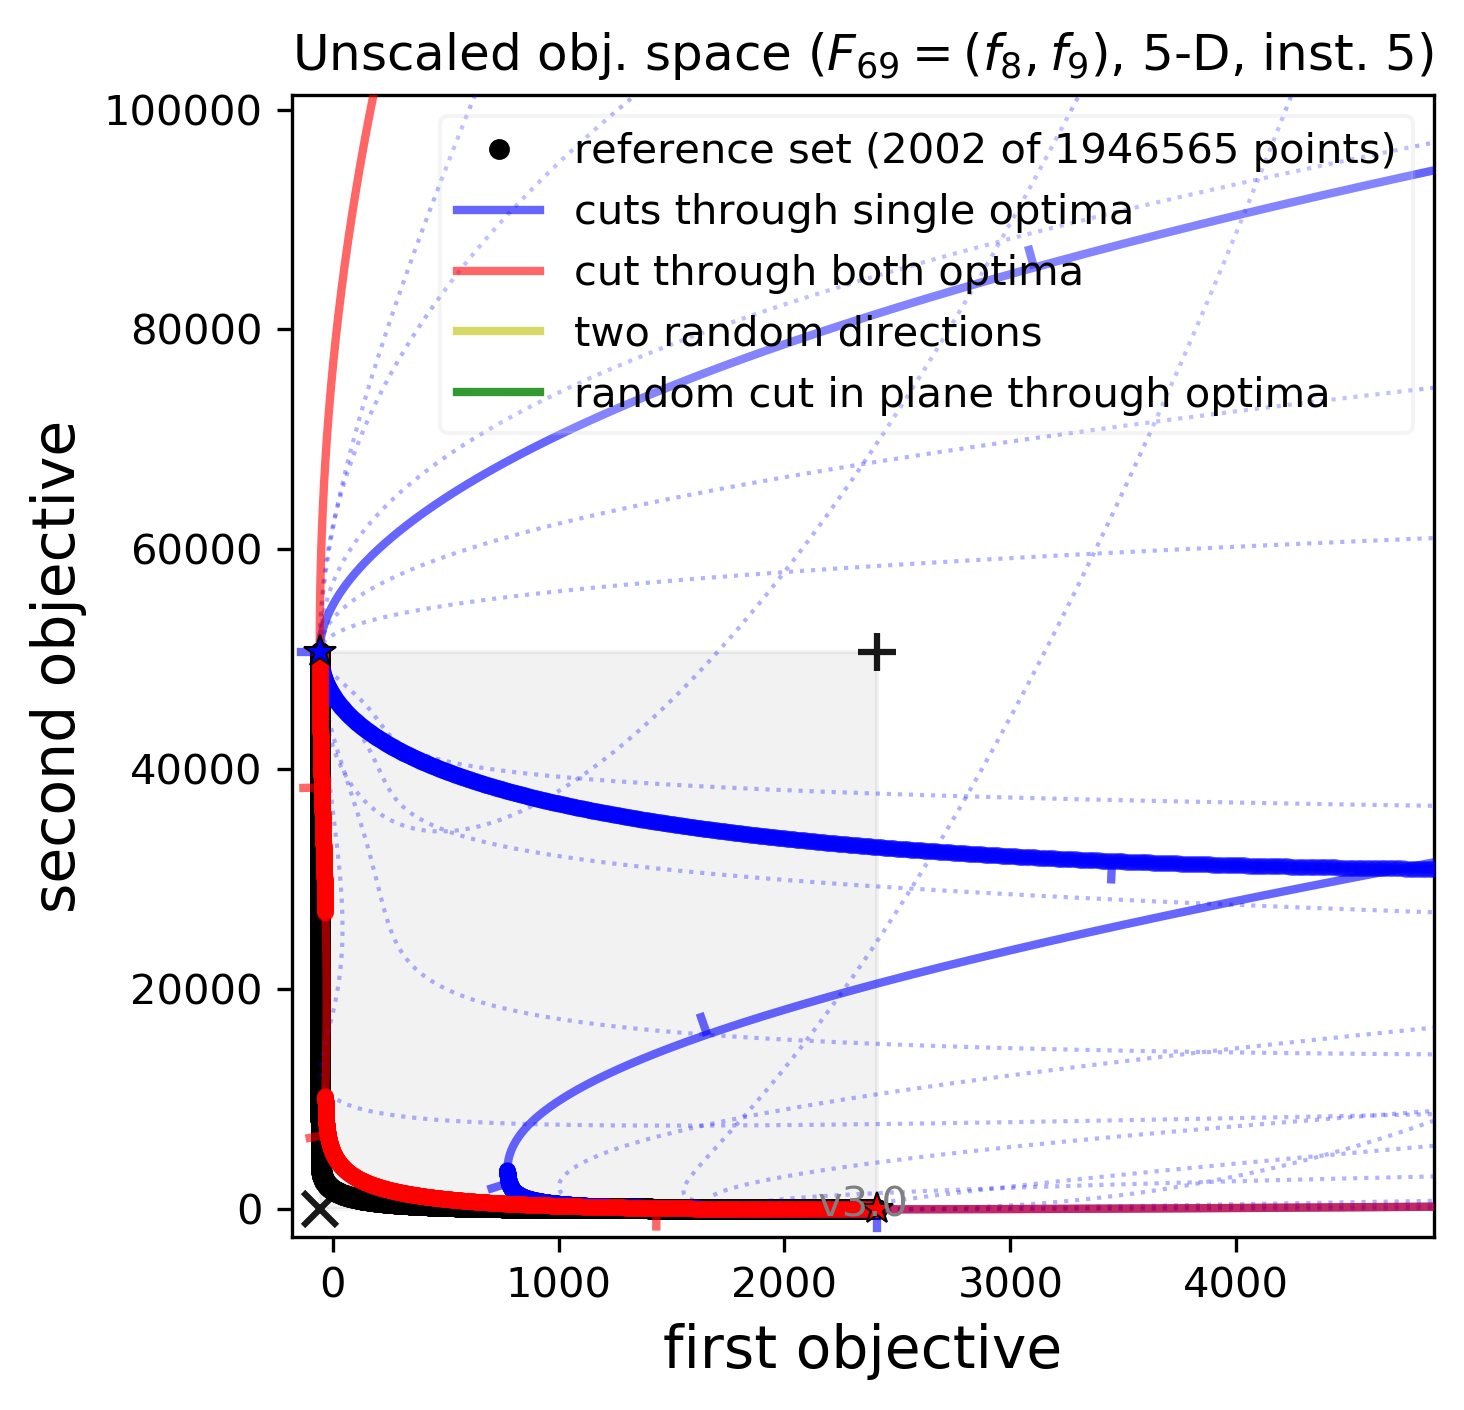 Unscaled obj. space (F69 = (f8, f9), 5-D, inst. 5)
100000
80000
60000
40000
20000
0
second objective
reference set (2002 of 1946565 points)
cuts through single optima
cut through both optima
two random directions
random cut in plane through optima
v3.0
0 1000 2000 3000 4000
first objective